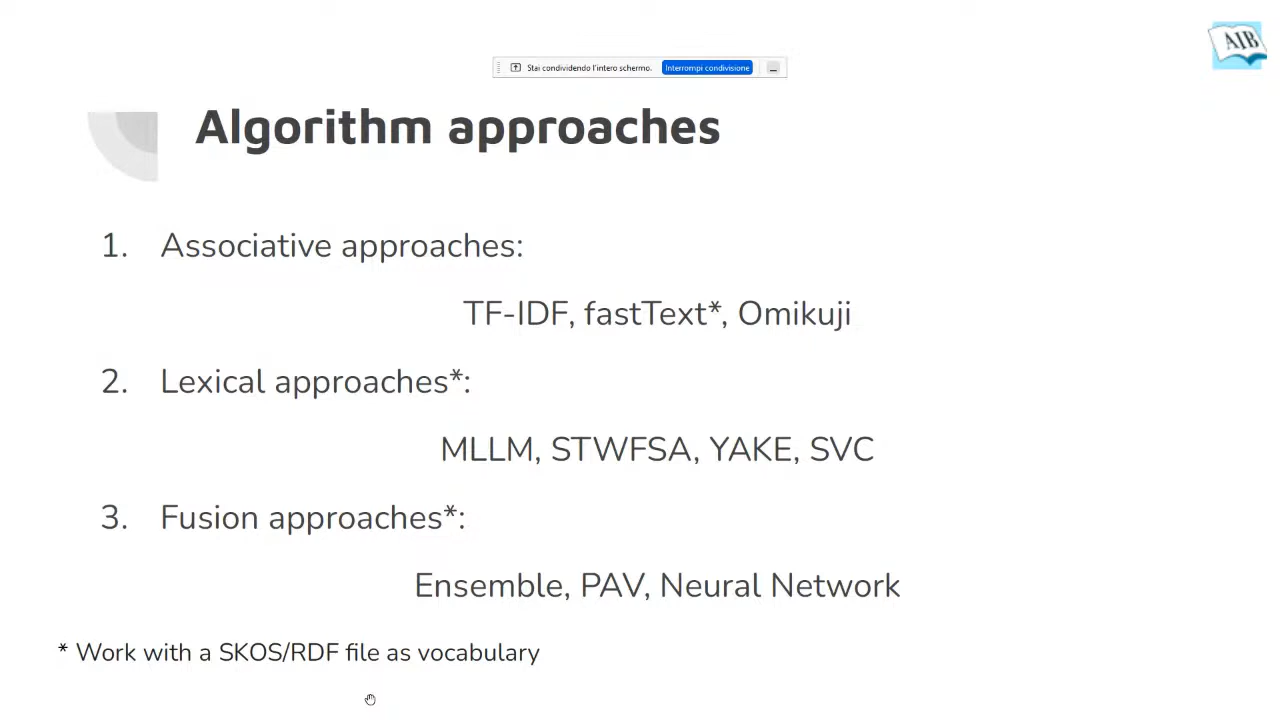 AIB
Stai condividendo l'intero schermo. Interrompi condivisione
Algorithm approaches
1. Associative approaches:
TF-IDF, fastText*, Omikuji
2. Lexical approaches*:
MLLM, STWFSA, YAKE, SVC
3. Fusion approaches*:
Ensemble, PAV, Neural Network
* Work with a SKOS/RDF file as vocabulary